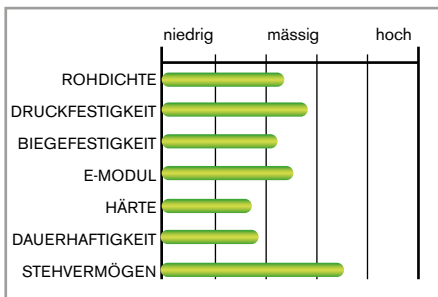 niedrig mässig hoch
ROHDICHTE
DRUCKFESTIGKEIT
BIEGEFESTIGKEIT
E-MODUL
HÄRTE
DAUERHAFTIGKEIT
STEHVERMÖGEN